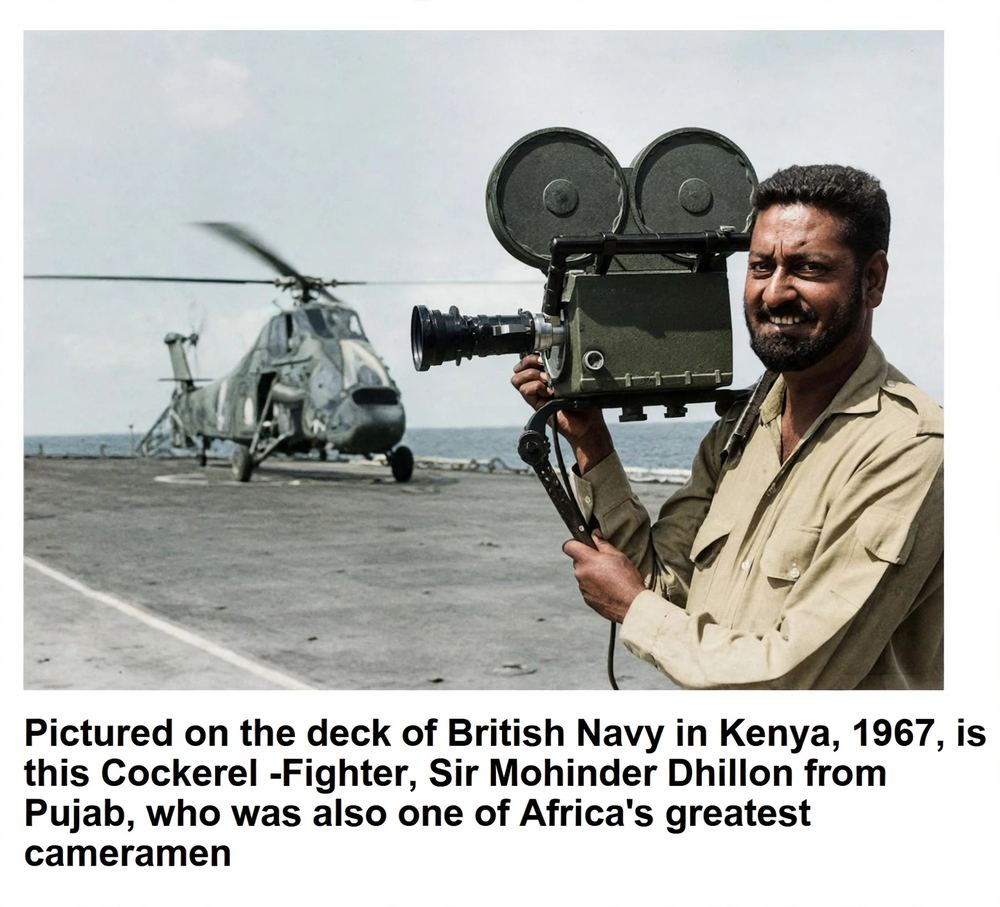 Pictured on the deck of British Navy in Kenya, 1967, is
this Cockerel -Fighter, Sir Mohinder Dhillon from
Pujab, who was also one of Africa's greatest
cameramen